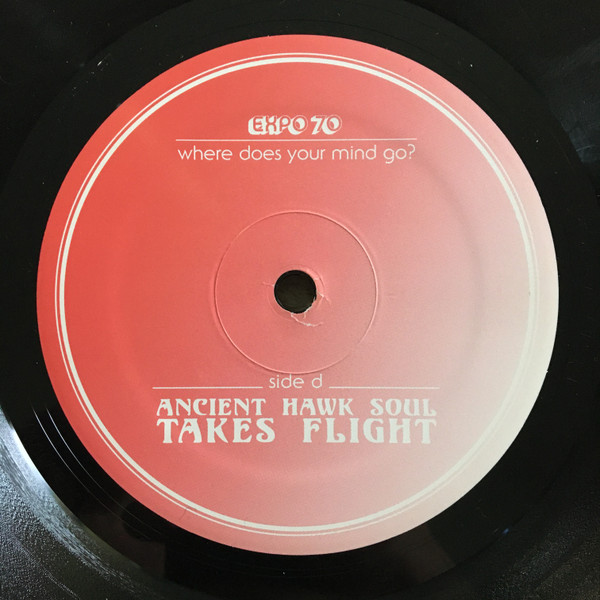 EXPO 70
where does your mind go?
side d
ANCIENT HAWK SOUL
TAKES FLIGHT